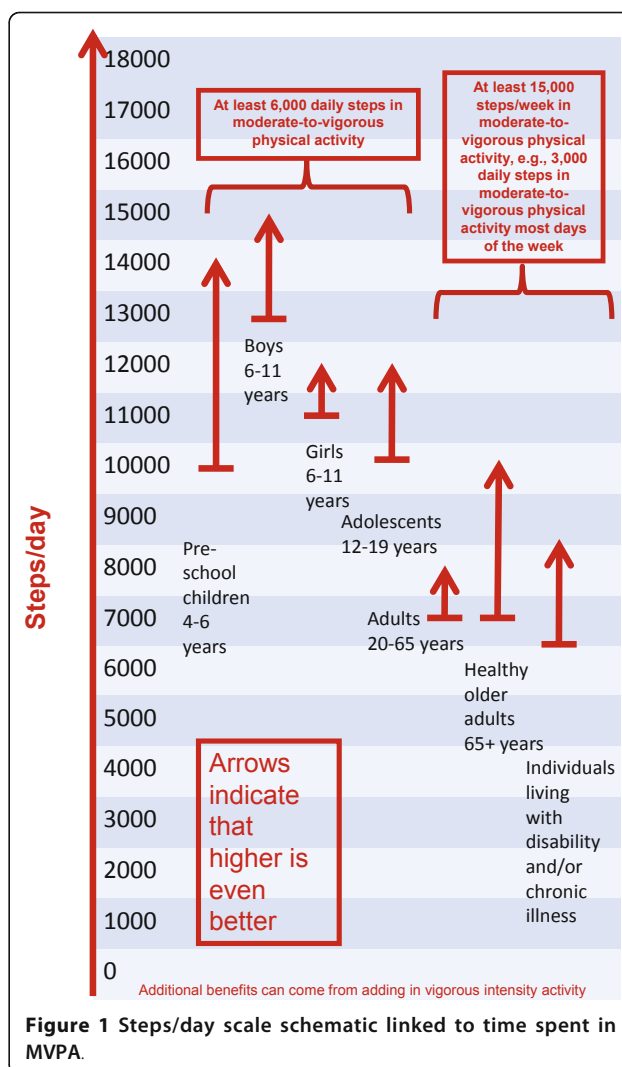 18000
17000
16000
15000
14000
13000
12000
11000
10000
9000
8000
7000
6000
5000
4000
3000
2000
1000
0
Steps/day
At least 6,000 daily steps in
moderate-to-vigorous
physical activity
At least 15,000
steps/week in
moderate-to-
vigorous physical
activity, e.g., 3,000
daily steps in
moderate-to-
vigorous physical
activity most days
of the week
Boys
6-11
years
Girls
6-11
years
Adolescents
12-19 years
Pre-
school
children
4-6
years
Adults
20-65 years
Healthy
older
adults
65+ years
Individuals
living
with
disability
and/or
chronic
illness
Arrows
indicate
that
higher is
even
better
Additional benefits can come from adding in vigorous intensity activity
Figure 1 Steps/day scale schematic linked to time spent in
MVPA.